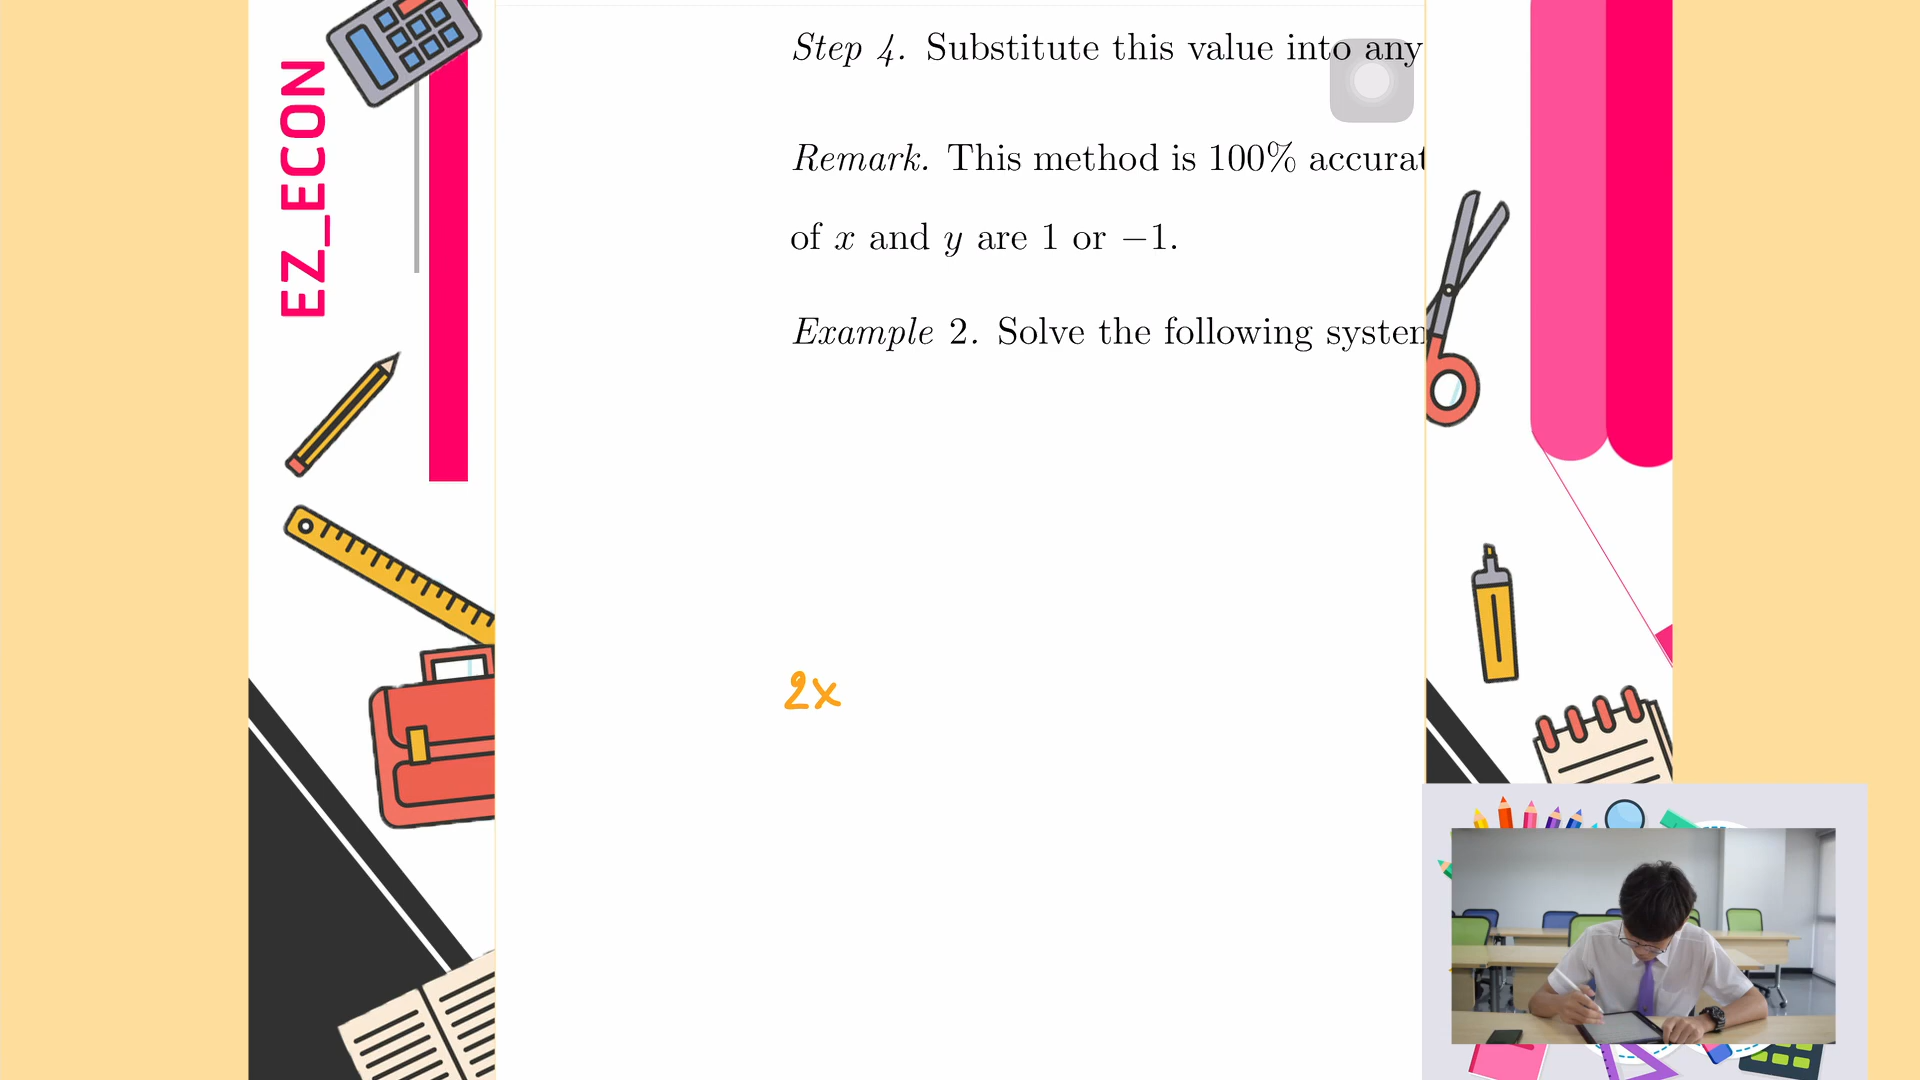 EZ_ECON
Step 4. Substitute this value into any
Remark. This method is 100% accurat
of x and y are 1 or −1.
Example 2. Solve the following system
2x